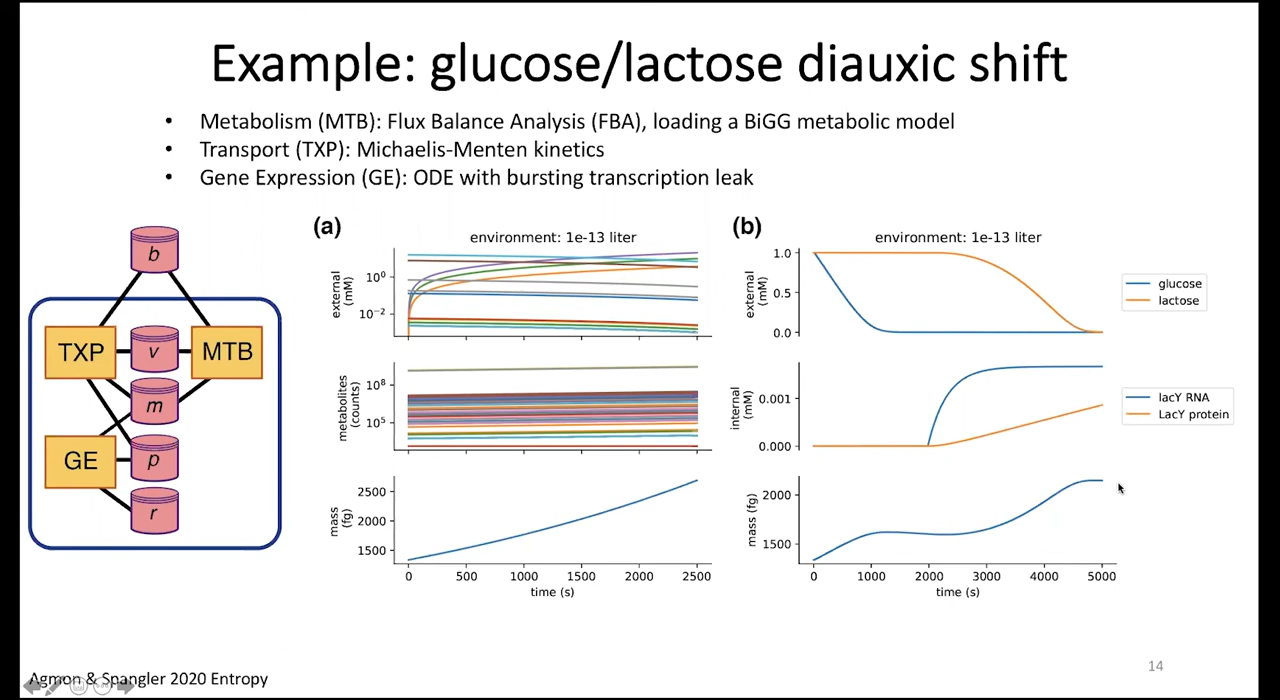 Example: glucose/lactose diauxic shift
• Metabolism (MTB): Flux Balance Analysis (FBA), loading a BiGG metabolic model
• Transport (TXP): Michaelis-Menten kinetics
• Gene Expression (GE): ODE with bursting transcription leak
b
TXP
v
MTB
m
GE
p
r
(a)
environment: 1e-13 liter
external
(mM)
10⁰
10⁻²
metabolites
(counts)
10⁸
10⁵
mass
(fg)
2500
2000
1500
0 500 1000 1500 2000 2500
time (s)
(b)
environment: 1e-13 liter
external
(mM)
1.0
0.5
0.0
glucose
lactose
internal
(mM)
0.001
0.000
lacY RNA
LacY protein
mass (fg)
2000
1500
0 1000 2000 3000 4000 5000
time (s)
Agmon & Spangler 2020 Entropy
14